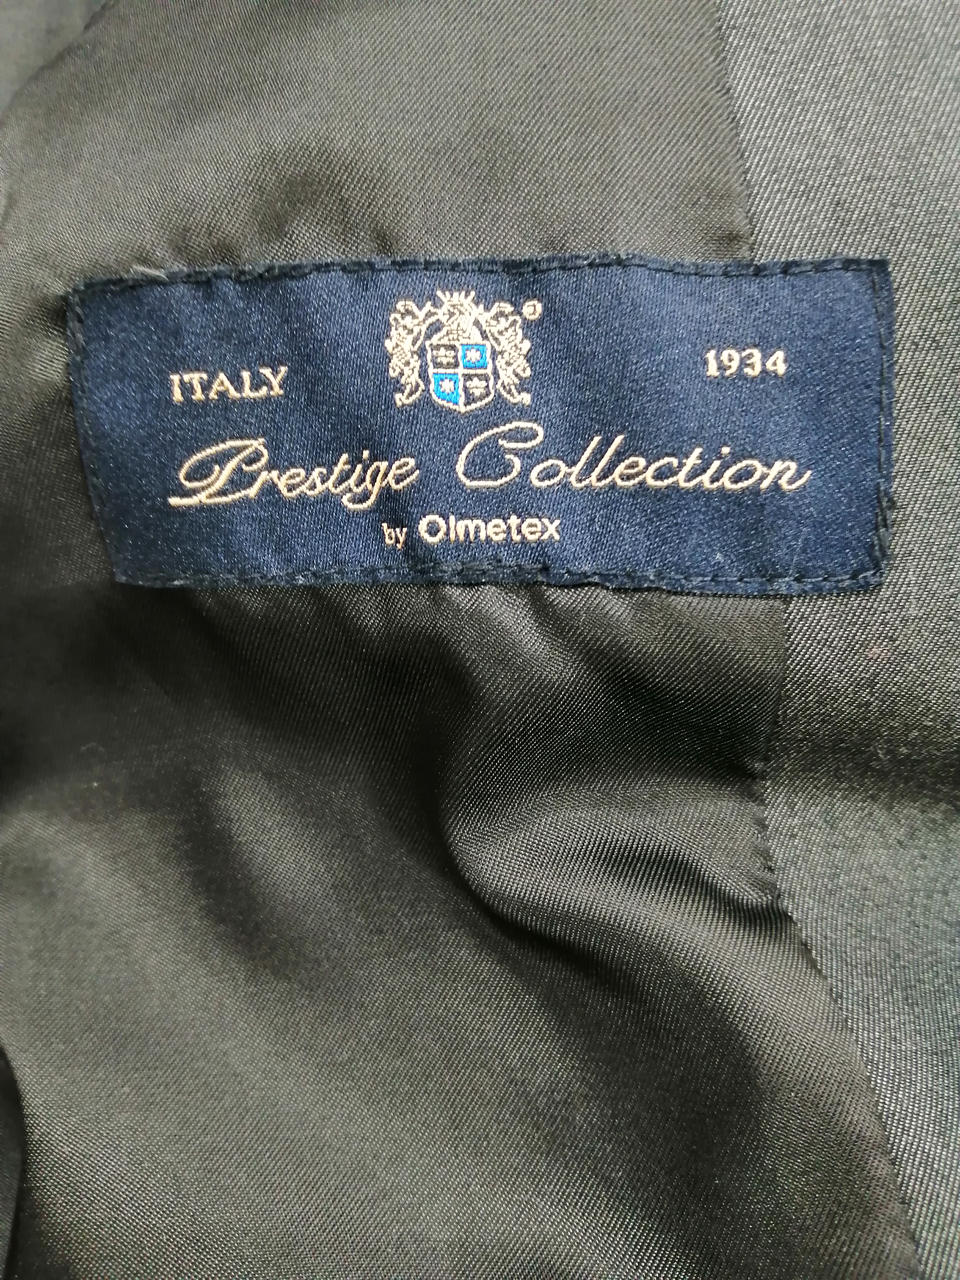 ITALY 1934
Prestige Collection
by Olmetex